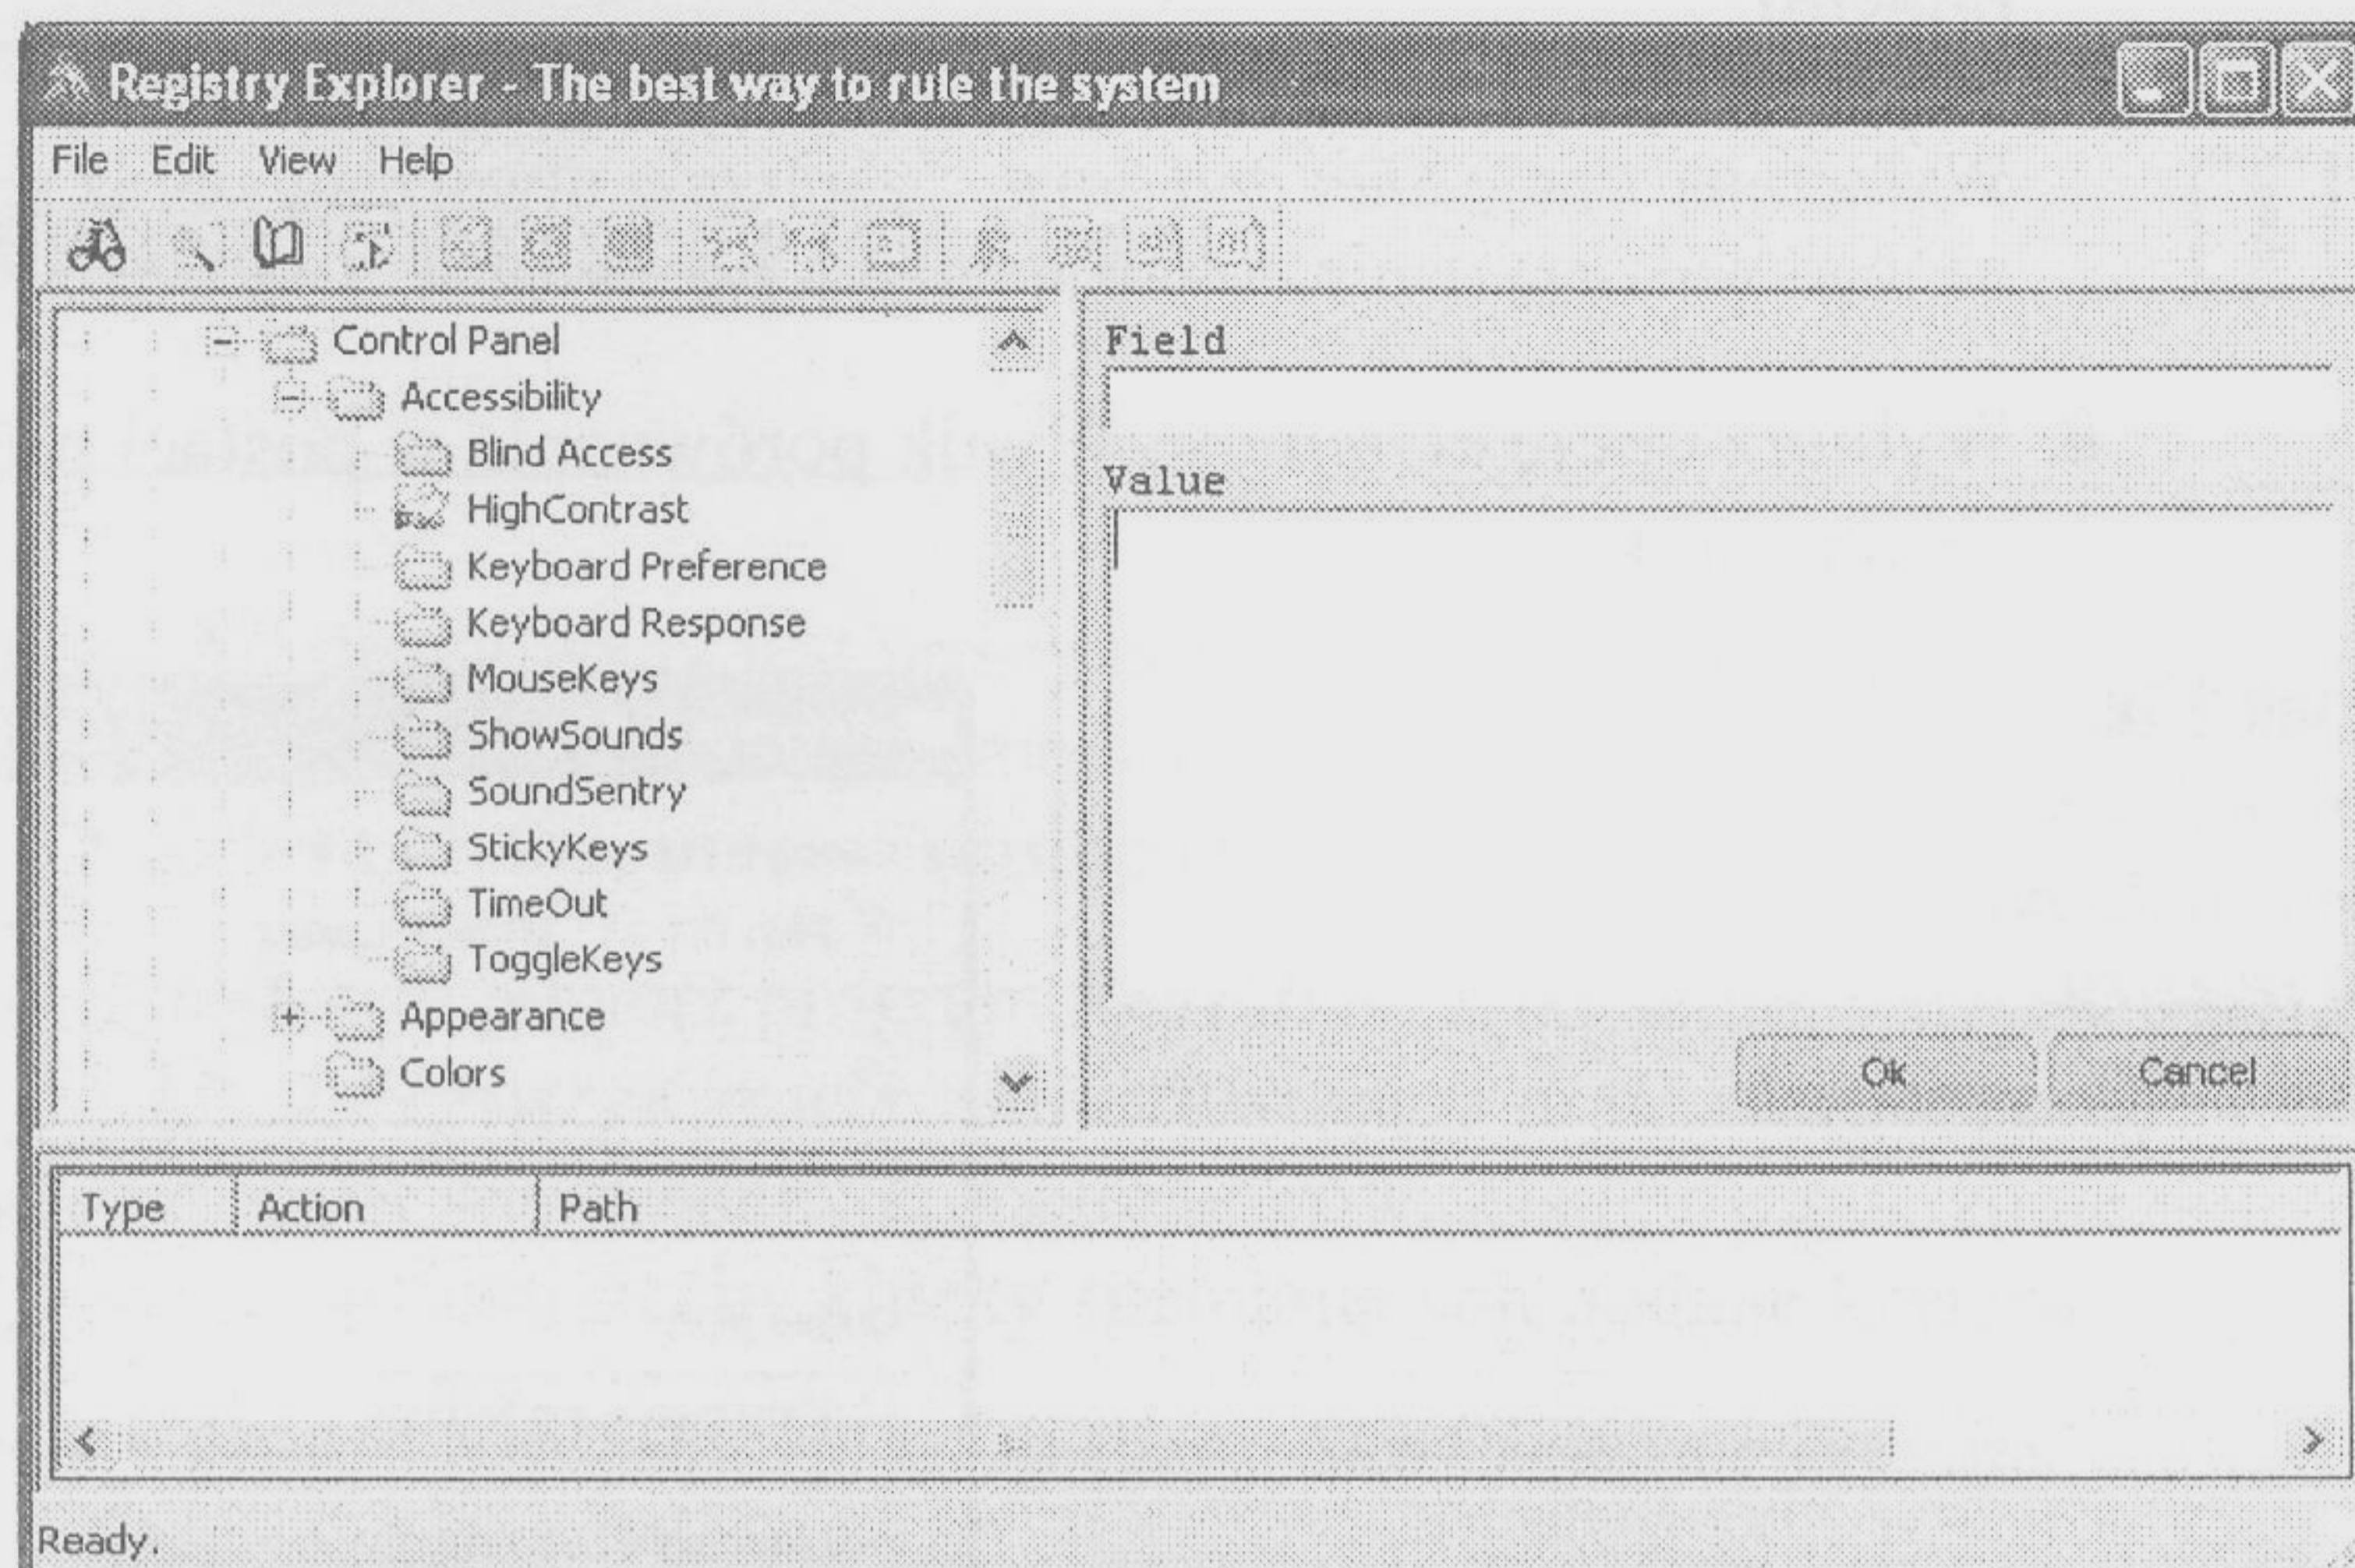 Registry Explorer - The best way to rule the system
File Edit View Help
Control Panel
Accessibility
Blind Access
HighContrast
Keyboard Preference
Keyboard Response
MouseKeys
ShowSounds
SoundSentry
StickyKeys
TimeOut
ToggleKeys
Appearance
Colors
Field
Value
Ok Cancel
Type Action Path
Ready.